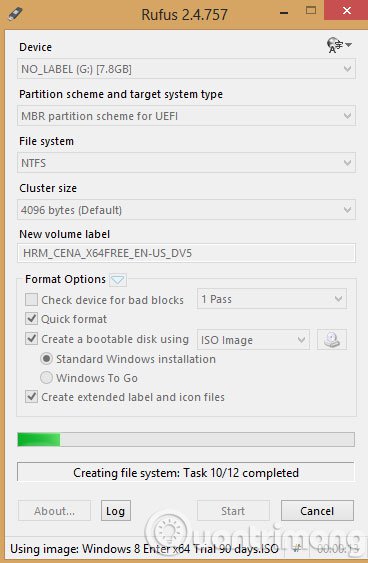 Rufus 2.4.757
Device
NO_LABEL (G:) [7.8GB]
Partition scheme and target system type
MBR partition scheme for UEFI
File system
NTFS
Cluster size
4096 bytes (Default)
New volume label
HRM_CENA_X64FREE_EN-US_DV5
Format Options
Check device for bad blocks 1 Pass
Quick format
Create a bootable disk using ISO Image
Standard Windows installation
Windows To Go
Create extended label and icon files
Creating file system: Task 10/12 completed
About... Log Start Cancel
Quantrimang
Using image: Windows 8 Enter x64 Trial 90 days.ISO # 00:00:13